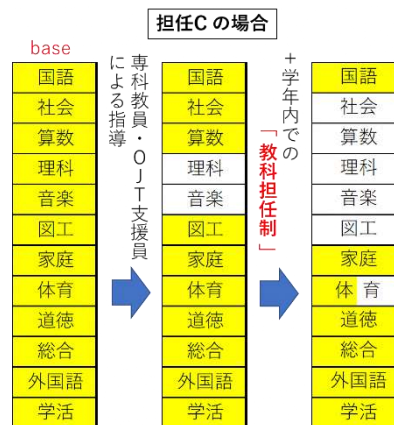 担任C の場合
base
国語
社会
算数
理科
音楽
図工
家庭
体育
道徳
総合
外国語
学活
専科教員・OJT支援員
による指導
国語
社会
算数
理科
音楽
図工
家庭
体育
道徳
総合
外国語
学活
+学年内での
「教科担任制」
国語
社会
算数
理科
音楽
図工
家庭
体 育
道徳
総合
外国語
学活